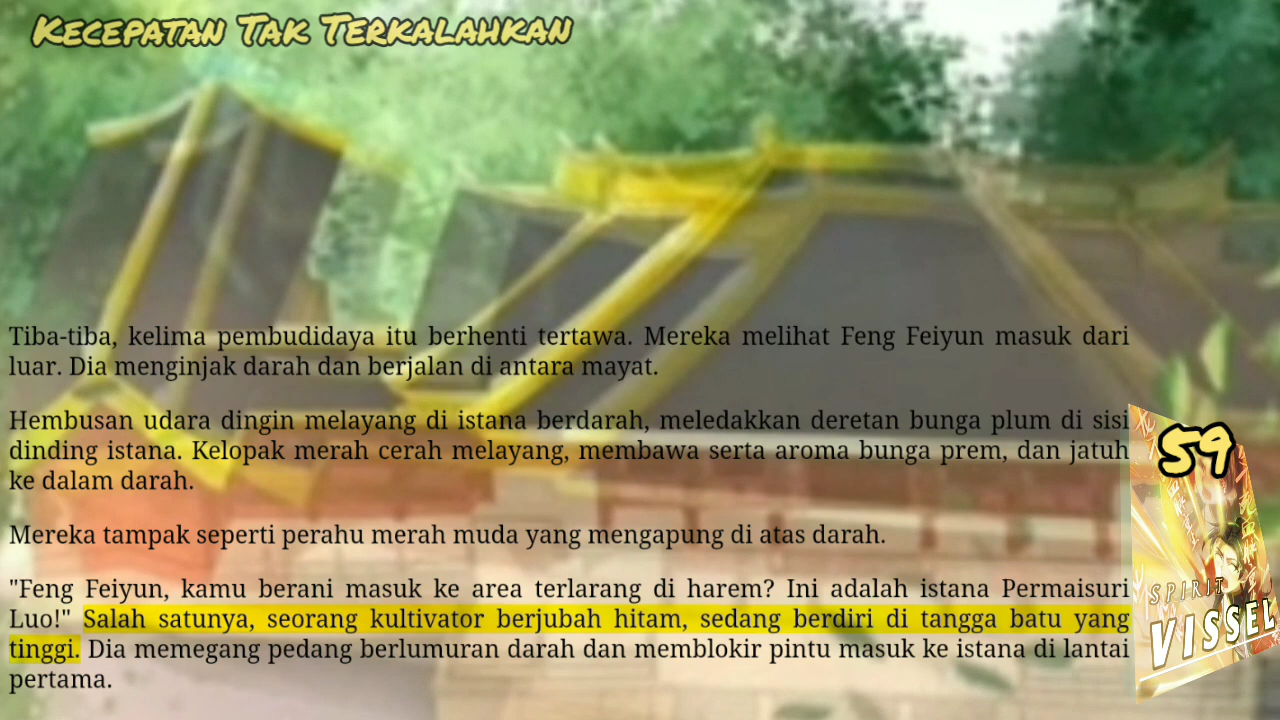 Kecepatan Tak Terkalahkan
Tiba-tiba, kelima pembudidaya itu berhenti tertawa. Mereka melihat Feng Feiyun masuk dari
luar. Dia menginjak darah dan berjalan di antara mayat.
Hembusan udara dingin melayang di istana berdarah, meledakkan deretan bunga plum di sisi
dinding istana. Kelopak merah cerah melayang, membawa serta aroma bunga prem, dan jatuh
ke dalam darah.
Mereka tampak seperti perahu merah muda yang mengapung di atas darah.
"Feng Feiyun, kamu berani masuk ke area terlarang di harem? Ini adalah istana Permaisuri
Luo!" Salah satunya, seorang kultivator berjubah hitam, sedang berdiri di tangga batu yang
tinggi. Dia memegang pedang berlumuran darah dan memblokir pintu masuk ke istana di lantai
pertama.
59
SPIRIT
VISSEL